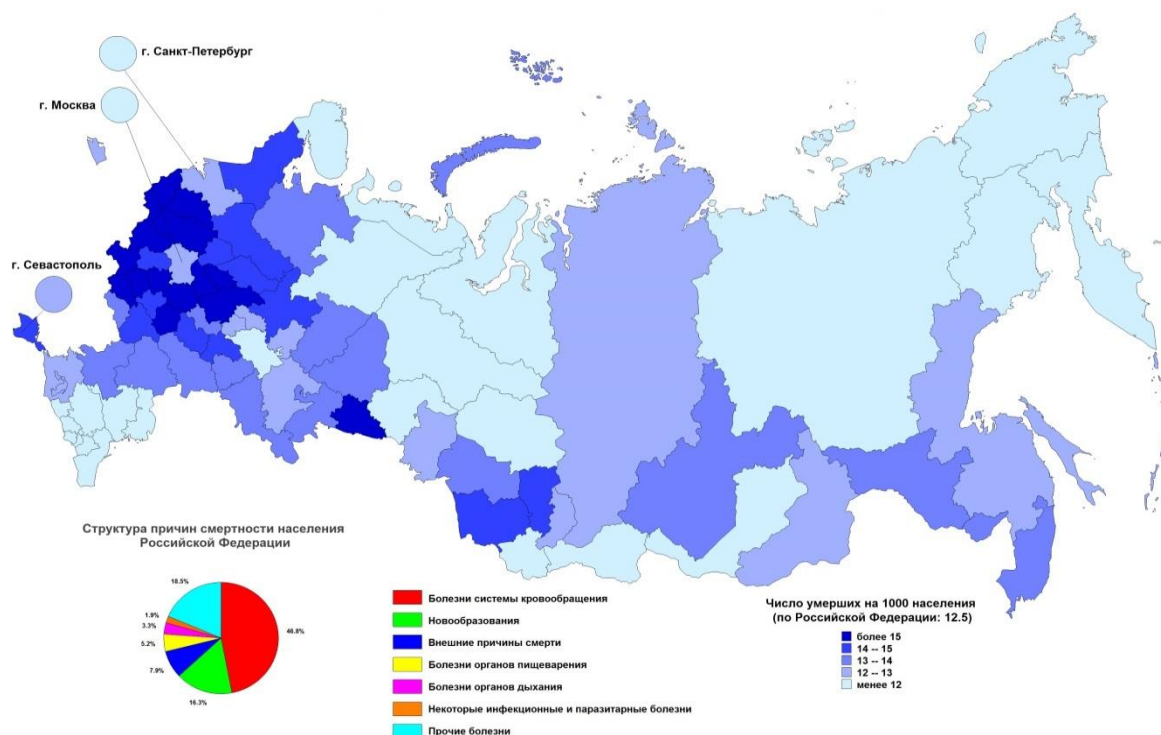 г. Санкт-Петербург
г. Москва
г. Севастополь
Структура причин смертности населения
Российской Федерации
18.5%
1.9%
3.3%
5.2%
7.9%
16.3%
46.8%
Болезни системы кровообращения
Новообразования
Внешние причины смерти
Болезни органов пищеварения
Болезни органов дыхания
Некоторые инфекционные и паразитарные болезни
Прочие болезни
Число умерших на 1000 населения
(по Российской Федерации: 12.5)
более 15
14 -- 15
13 -- 14
12 -- 13
менее 12